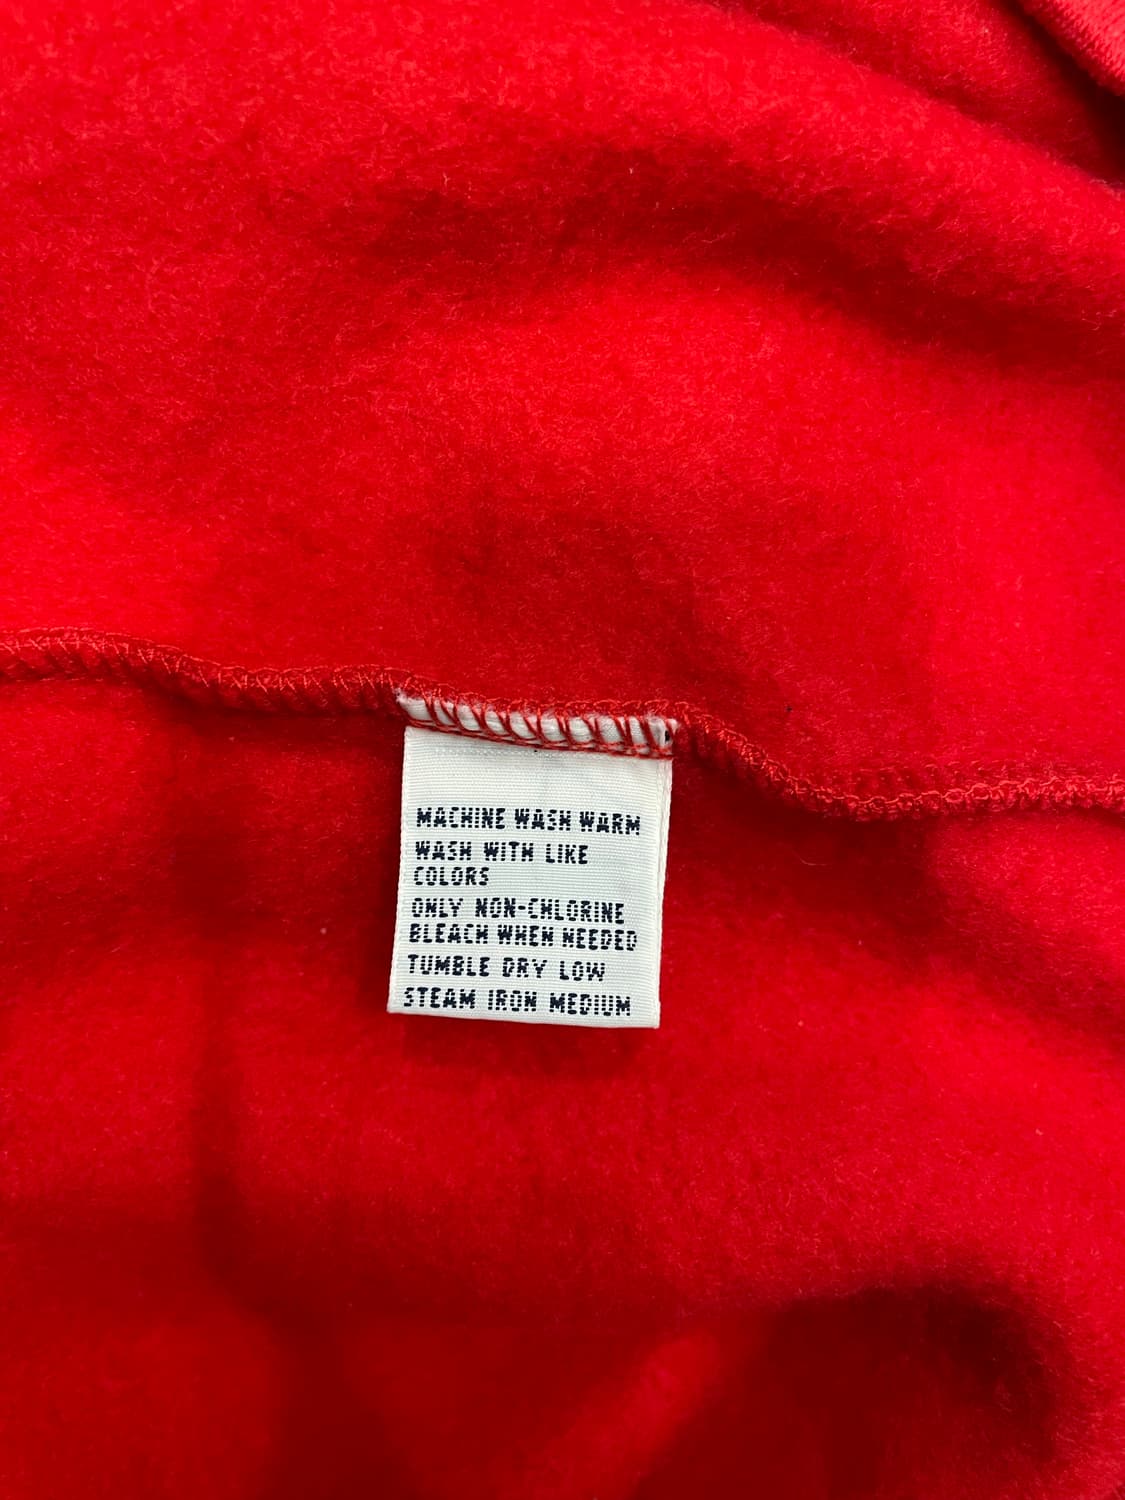 MACHINE WASH WARM
WASH WITH LIKE
COLORS
ONLY NON-CHLORINE
BLEACH WHEN NEEDED
TUMBLE DRY LOW
STEAM IRON MEDIUM